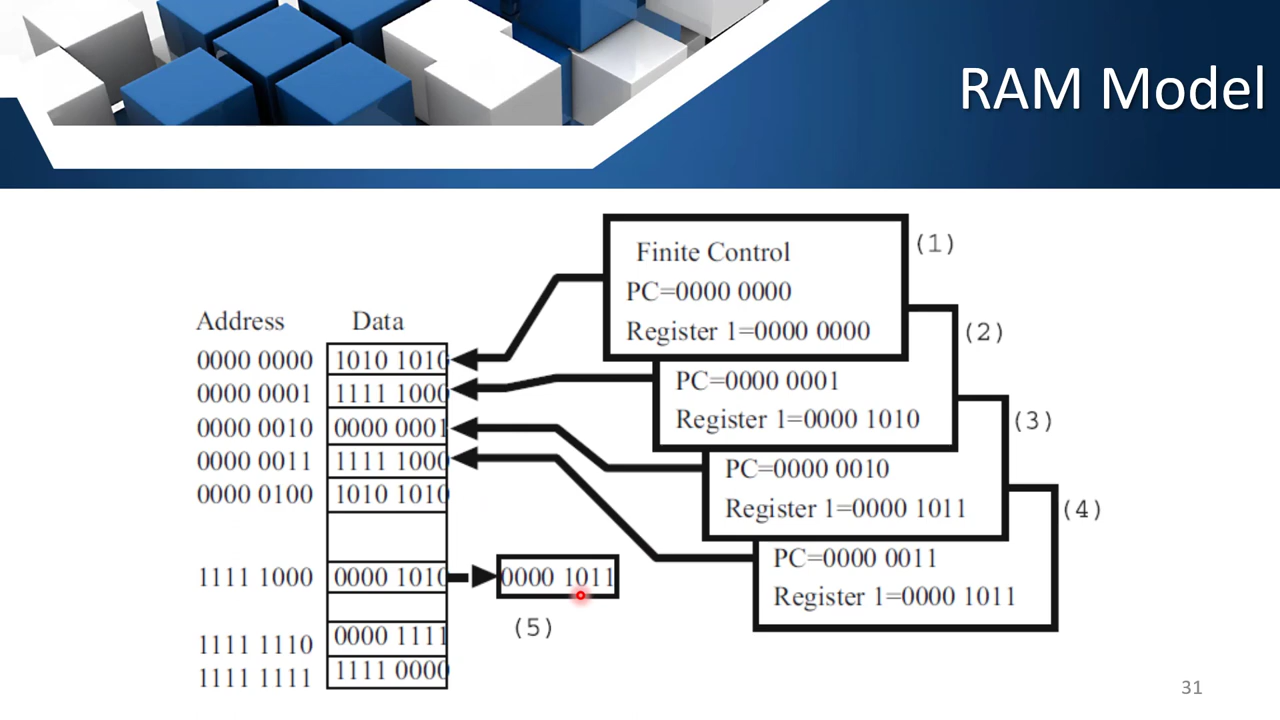 RAM Model
Finite Control
PC=0000 0000
Register 1=0000 0000
(1)
PC=0000 0001
Register 1=0000 1010
(2)
PC=0000 0010
Register 1=0000 1011
(3)
PC=0000 0011
Register 1=0000 1011
(4)
Address Data
0000 0000 1010 1010
0000 0001 1111 1000
0000 0010 0000 0001
0000 0011 1111 1000
0000 0100 1010 1010
1111 1000 0000 1010 0000 1011
(5)
1111 1110 0000 1111
1111 1111 1111 0000
31